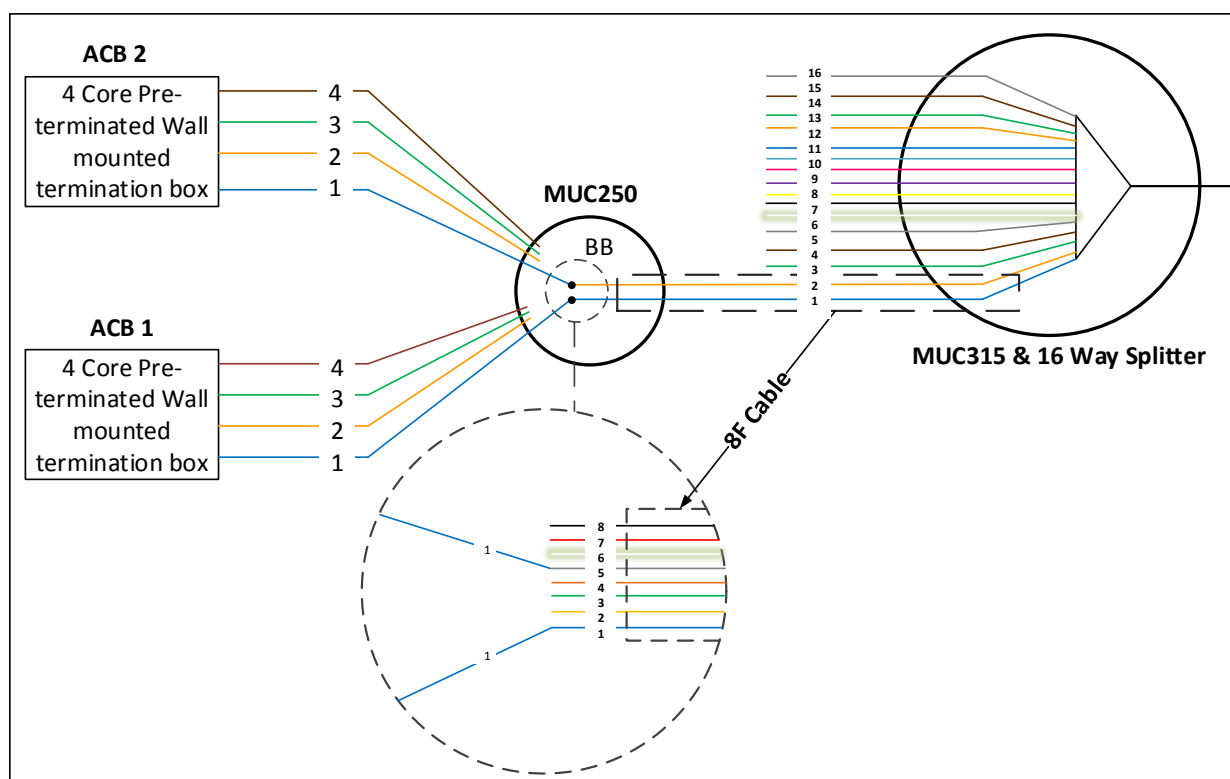 ACB 2
4 Core Pre-
terminated Wall
mounted
termination box
4
3
2
1
ACB 1
4 Core Pre-
terminated Wall
mounted
termination box
4
3
2
1
MUC250
BB
16
15
14
13
12
11
10
9
8
7
6
5
4
3
2
1
MUC315 & 16 Way Splitter
8F Cable
1
1
8
7
6
5
4
3
2
1